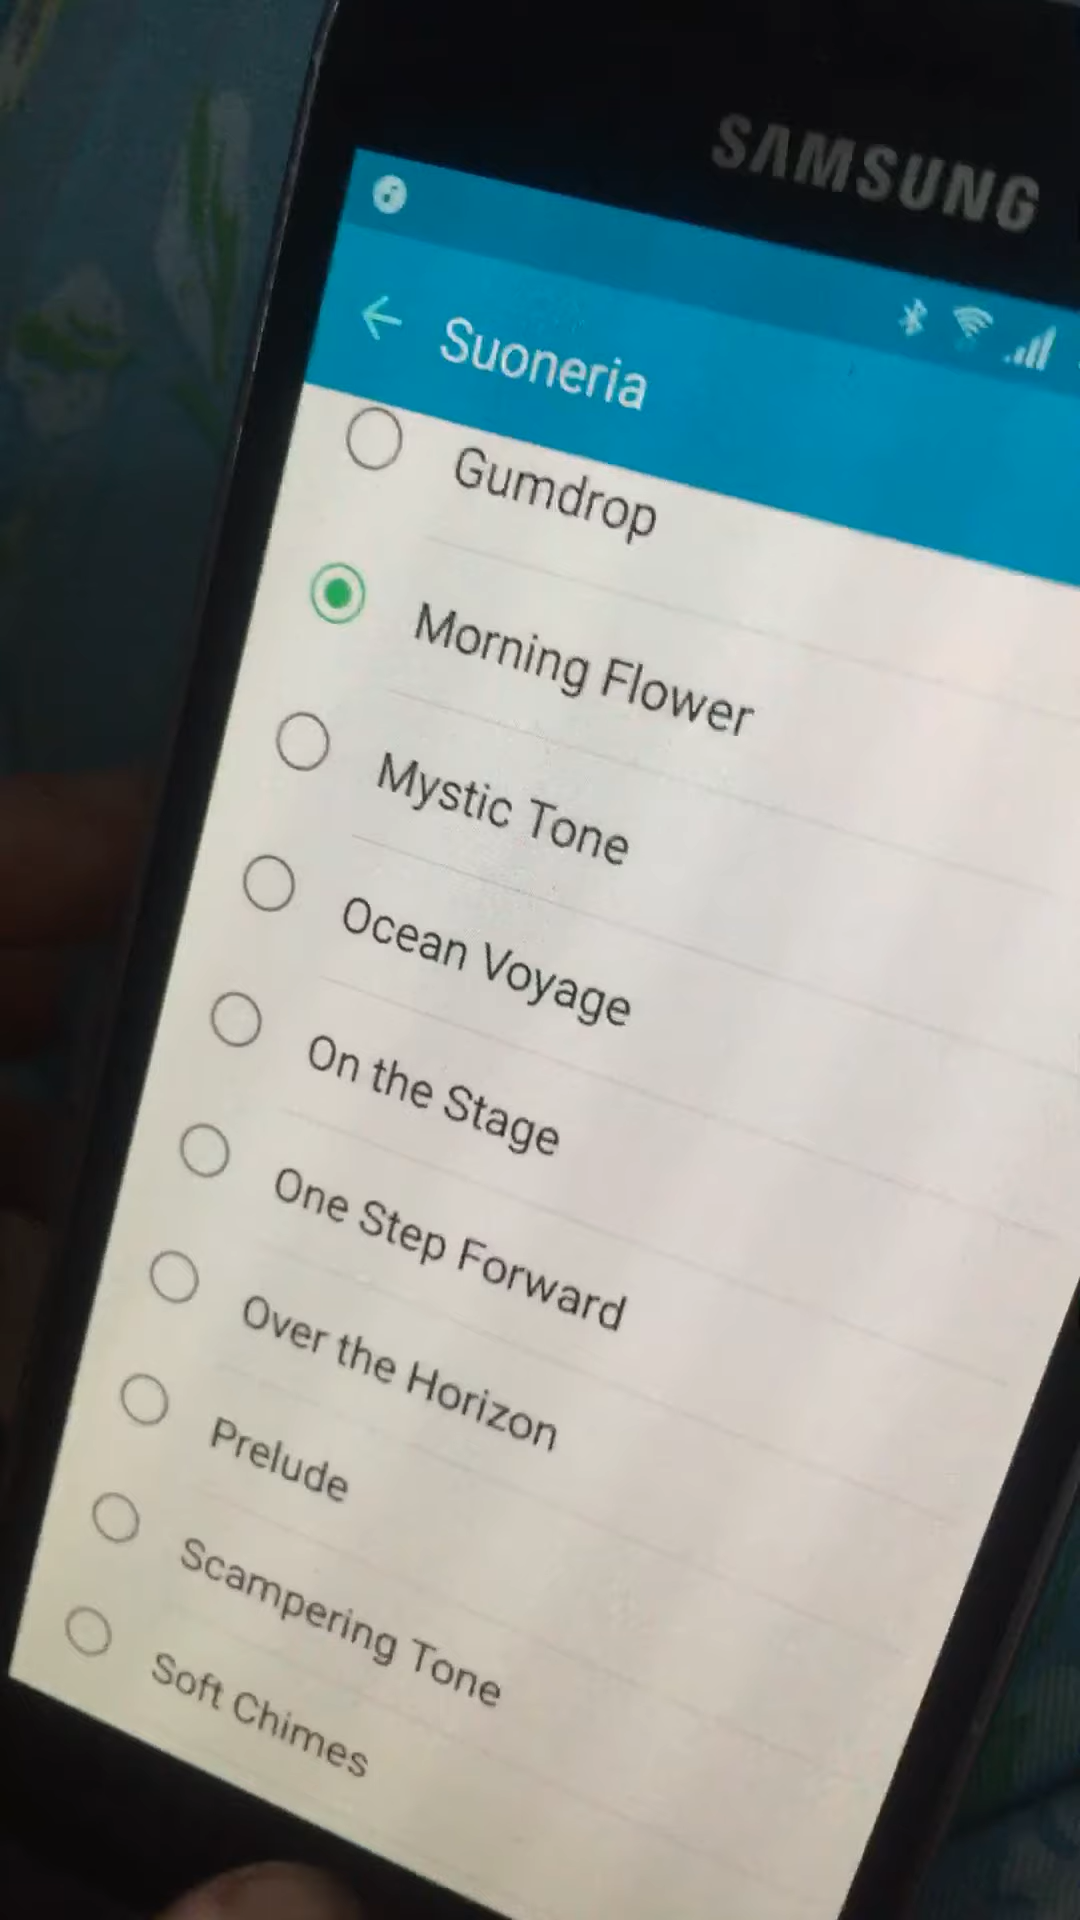 SAMSUNG
Suoneria
Gumdrop
Morning Flower
Mystic Tone
Ocean Voyage
On the Stage
One Step Forward
Over the Horizon
Prelude
Scampering Tone
Soft Chimes